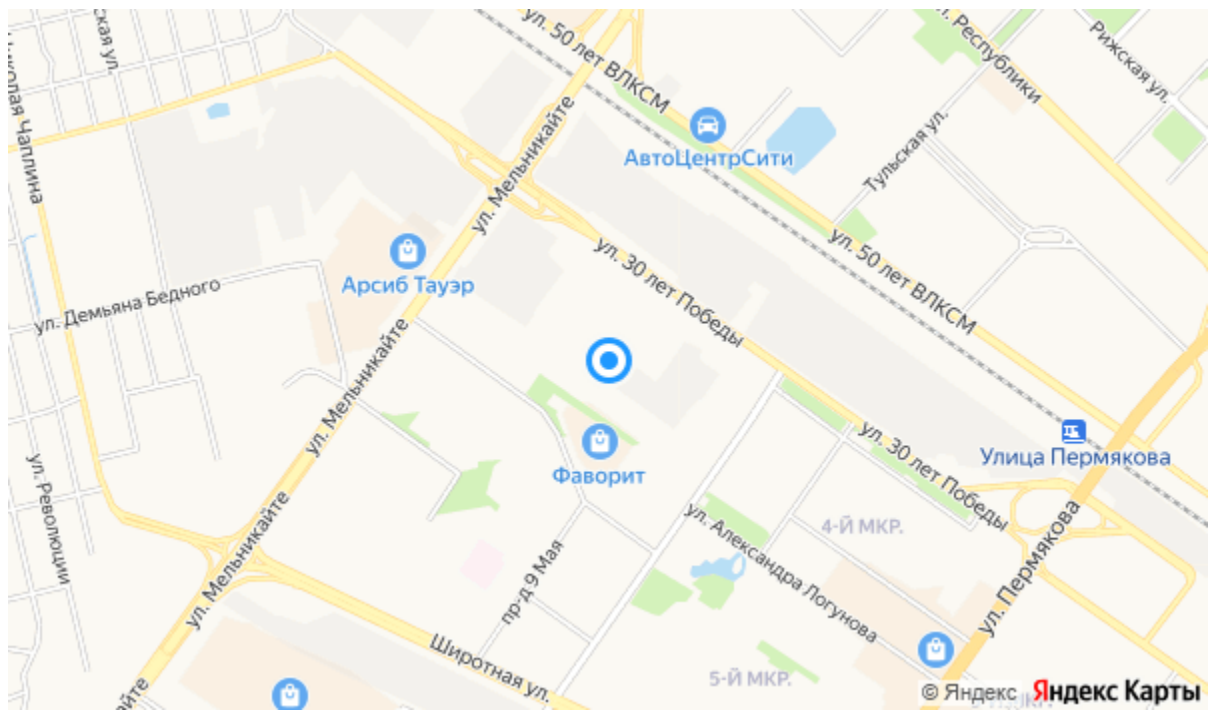 ская ул.
Николая Чаплина
ул. 50 лет ВЛКСМ
ул. Республики
Рижская ул.
ул. Мельникайте
АвтоЦентрСити
Тульская ул.
Арсиб Тауэр
ул. Демьяна Бедного
ул. 30 лет Победы
ул. 50 лет ВЛКСМ
ул. Мельникайте
Фаворит
ул. 30 лет Победы
Улица Пермякова
ул. Революции
ул. Мельникайте
пр-д 9 Мая
ул. Александра Логунова
4-Й МКР.
ул. Пермякова
Широтная ул.
5-Й МКР.
айте
© Яндекс Яндекс Карты